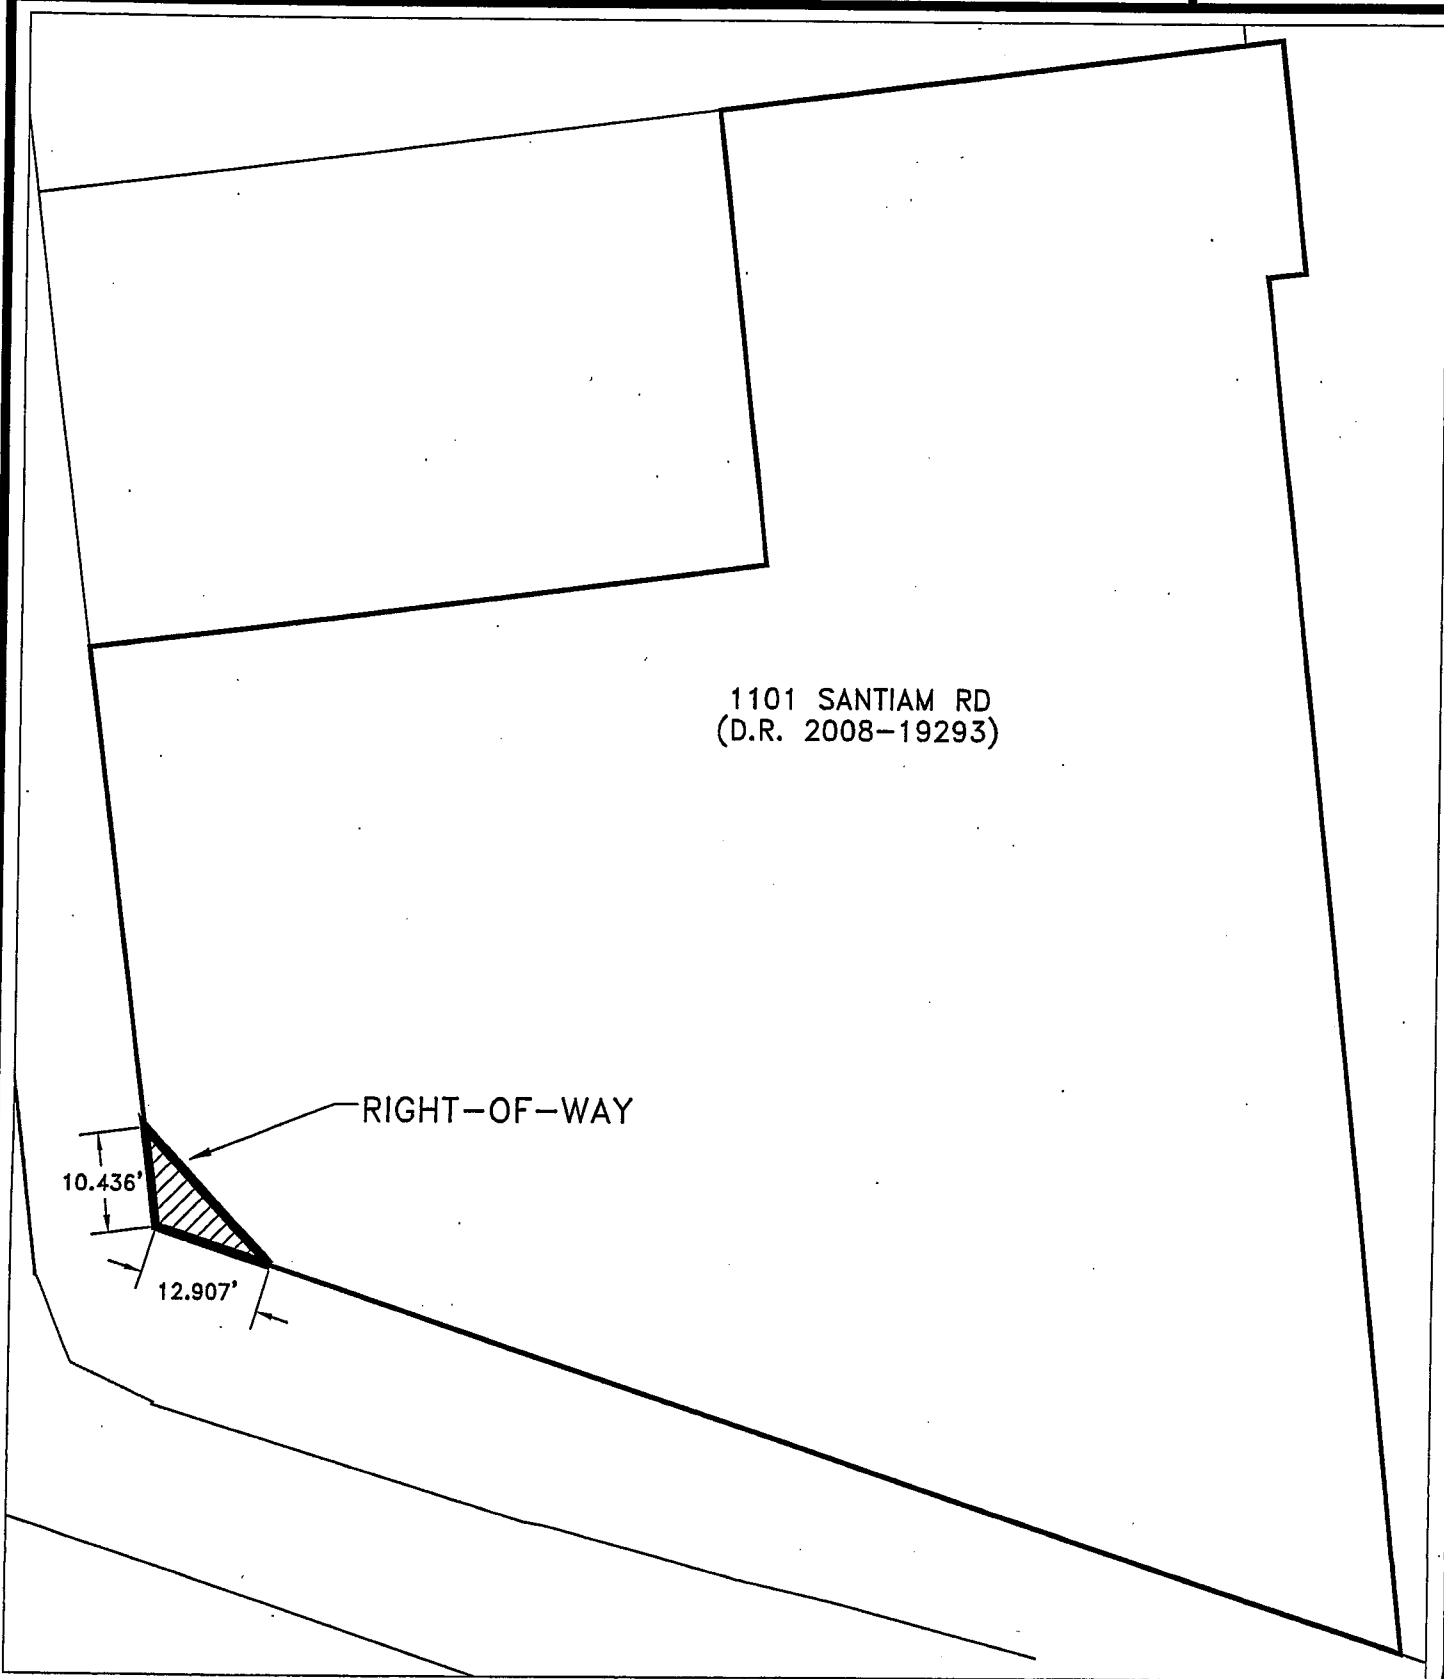 1101 SANTIAM RD
(D.R. 2008-19293)
RIGHT-OF-WAY
10.436'
12.907'